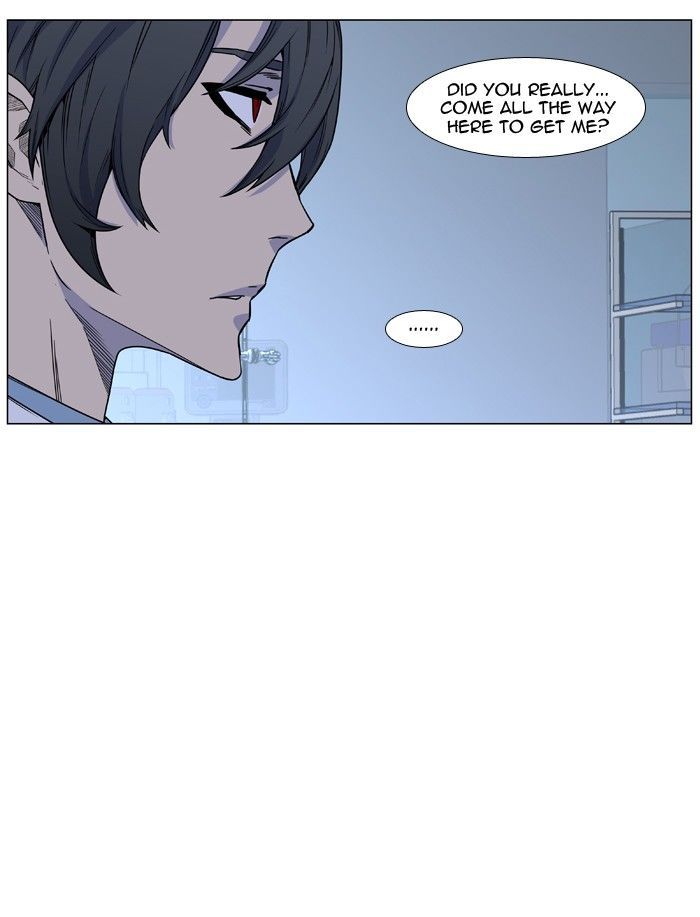 DID YOU REALLY...
COME ALL THE WAY
HERE TO GET ME?
......